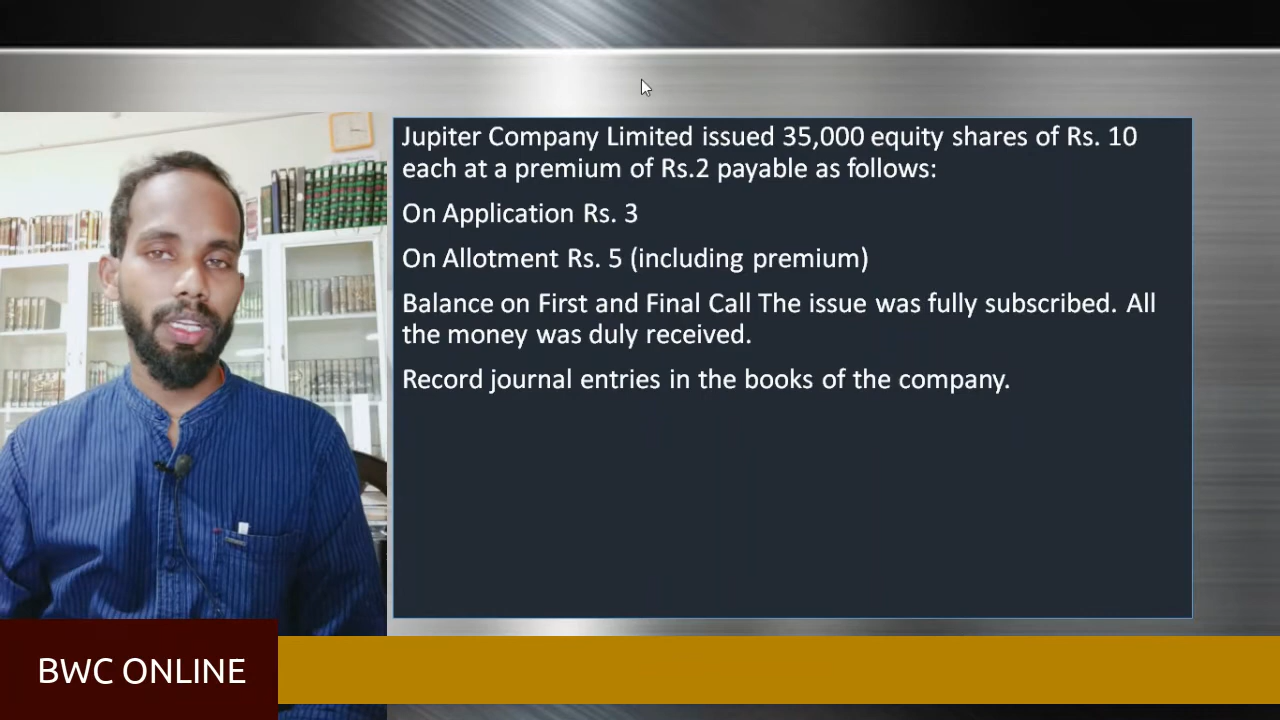 Jupiter Company Limited issued 35,000 equity shares of Rs. 10
each at a premium of Rs.2 payable as follows:
On Application Rs. 3
On Allotment Rs. 5 (including premium)
Balance on First and Final Call The issue was fully subscribed. All
the money was duly received.
Record journal entries in the books of the company.
BWC ONLINE